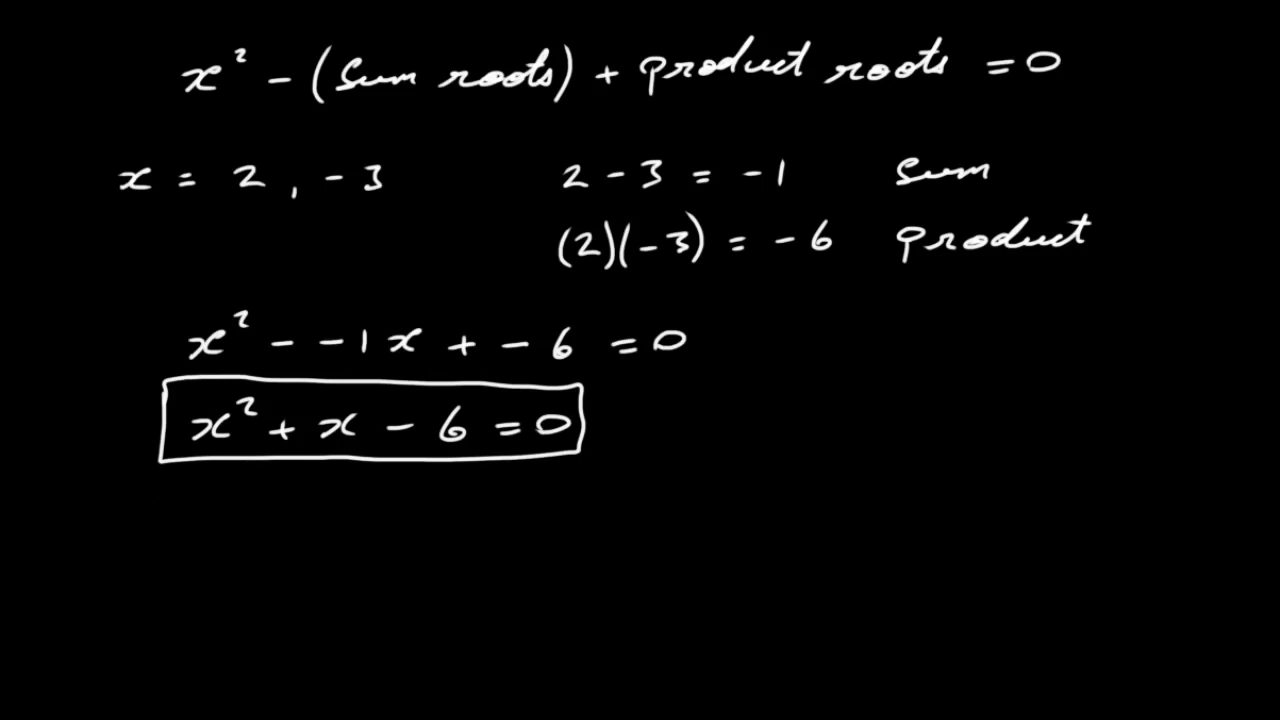 x² - (Sum roots) + product roots = 0
x = 2, -3
2 - 3 = -1 Sum
(2)(-3) = -6 product
x² - -1x + -6 = 0
x² + x - 6 = 0